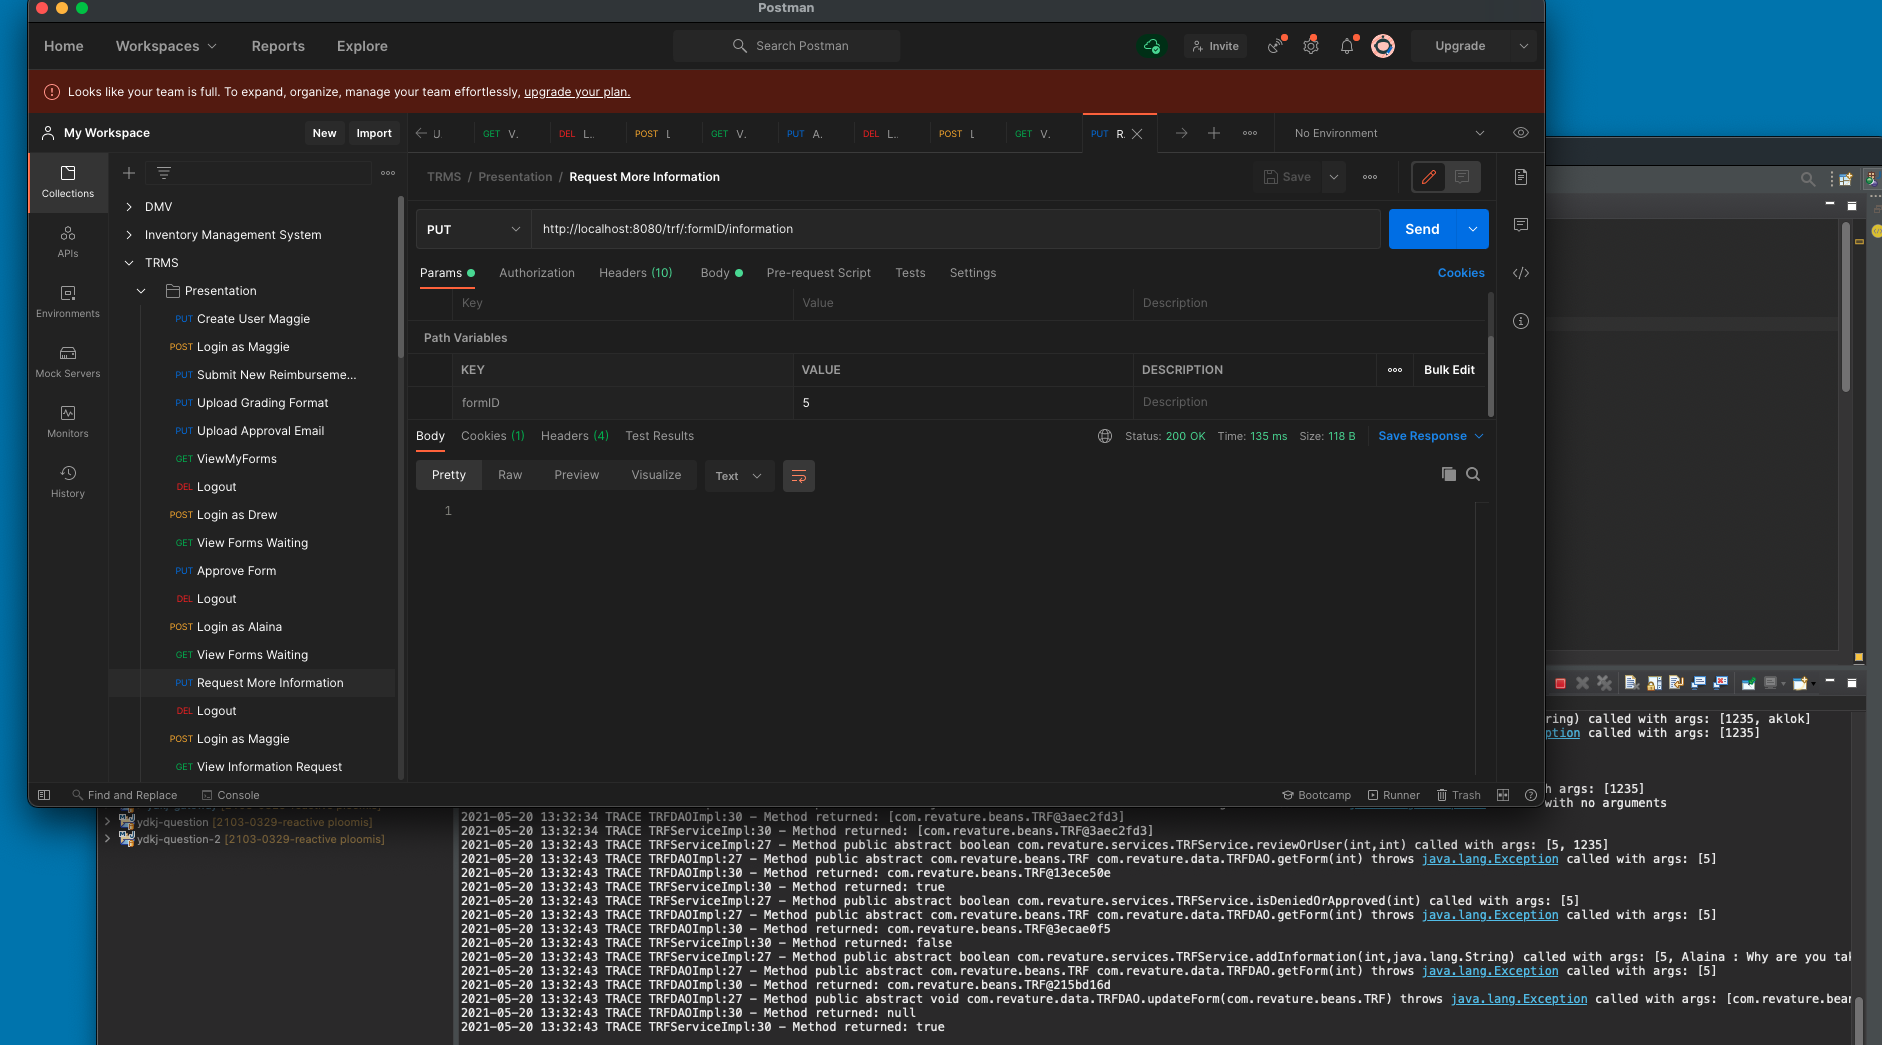 Postman
Home Workspaces Reports Explore Search Postman Invite Upgrade
Looks like your team is full. To expand, organize, manage your team effortlessly, upgrade your plan.
My Workspace New Import
U GET V. DEL L.. POST l GET V. PUT A. DEL L.. POST l GET V. PUT R. No Environment
Collections
APIs
Environments
Mock Servers
Monitors
History
DMV
Inventory Management System
TRMS
Presentation
PUT Create User Maggie
POST Login as Maggie
PUT Submit New Reimburseme...
PUT Upload Grading Format
PUT Upload Approval Email
GET ViewMyForms
DEL Logout
POST Login as Drew
GET View Forms Waiting
PUT Approve Form
DEL Logout
POST Login as Alaina
GET View Forms Waiting
PUT Request More Information
DEL Logout
POST Login as Maggie
GET View Information Request
TRMS / Presentation / Request More Information Save
PUT http://localhost:8080/trf/:formID/information Send
Params Authorization Headers (10) Body Pre-request Script Tests Settings Cookies
Key Value Description
Path Variables
KEY VALUE DESCRIPTION Bulk Edit
formID 5 Description
Body Cookies (1) Headers (4) Test Results Status: 200 OK Time: 135 ms Size: 118 B Save Response
Pretty Raw Preview Visualize Text
1
Find and Replace Console Bootcamp Runner Trash
ring) called with args: [1235, aklok]
ption called with args: [1235]
h args: [1235]
with no arguments
ydkj-question [2103-0329-reactive ploomis]
ydkj-question-2 [2103-0329-reactive ploomis]
2021-05-20 13:32:34 TRACE TRFDAOImpl:30 - Method returned: [com.revature.beans.TRF@3aec2fd3]
2021-05-20 13:32:34 TRACE TRFServiceImpl:30 - Method returned: [com.revature.beans.TRF@3aec2fd3]
2021-05-20 13:32:43 TRACE TRFServiceImpl:27 - Method public abstract boolean com.revature.services.TRFService.reviewOrUser(int,int) called with args: [5, 1235]
2021-05-20 13:32:43 TRACE TRFDAOImpl:27 - Method public abstract com.revature.beans.TRF com.revature.data.TRFDAO.getForm(int) throws java.lang.Exception called with args: [5]
2021-05-20 13:32:43 TRACE TRFDAOImpl:30 - Method returned: com.revature.beans.TRF@13ece50e
2021-05-20 13:32:43 TRACE TRFServiceImpl:30 - Method returned: true
2021-05-20 13:32:43 TRACE TRFServiceImpl:27 - Method public abstract boolean com.revature.services.TRFService.isDeniedOrApproved(int) called with args: [5]
2021-05-20 13:32:43 TRACE TRFDAOImpl:27 - Method public abstract com.revature.beans.TRF com.revature.data.TRFDAO.getForm(int) throws java.lang.Exception called with args: [5]
2021-05-20 13:32:43 TRACE TRFDAOImpl:30 - Method returned: com.revature.beans.TRF@3ecae0f5
2021-05-20 13:32:43 TRACE TRFServiceImpl:30 - Method returned: false
2021-05-20 13:32:43 TRACE TRFServiceImpl:27 - Method public abstract boolean com.revature.services.TRFService.addInformation(int,java.lang.String) called with args: [5, Alaina : Why are you tak
2021-05-20 13:32:43 TRACE TRFDAOImpl:27 - Method public abstract com.revature.beans.TRF com.revature.data.TRFDAO.getForm(int) throws java.lang.Exception called with args: [5]
2021-05-20 13:32:43 TRACE TRFDAOImpl:30 - Method returned: com.revature.beans.TRF@215bd16d
2021-05-20 13:32:43 TRACE TRFDAOImpl:27 - Method public abstract void com.revature.data.TRFDAO.updateForm(com.revature.beans.TRF) throws java.lang.Exception called with args: [com.revature.bean
2021-05-20 13:32:43 TRACE TRFDAOImpl:30 - Method returned: null
2021-05-20 13:32:43 TRACE TRFServiceImpl:30 - Method returned: true